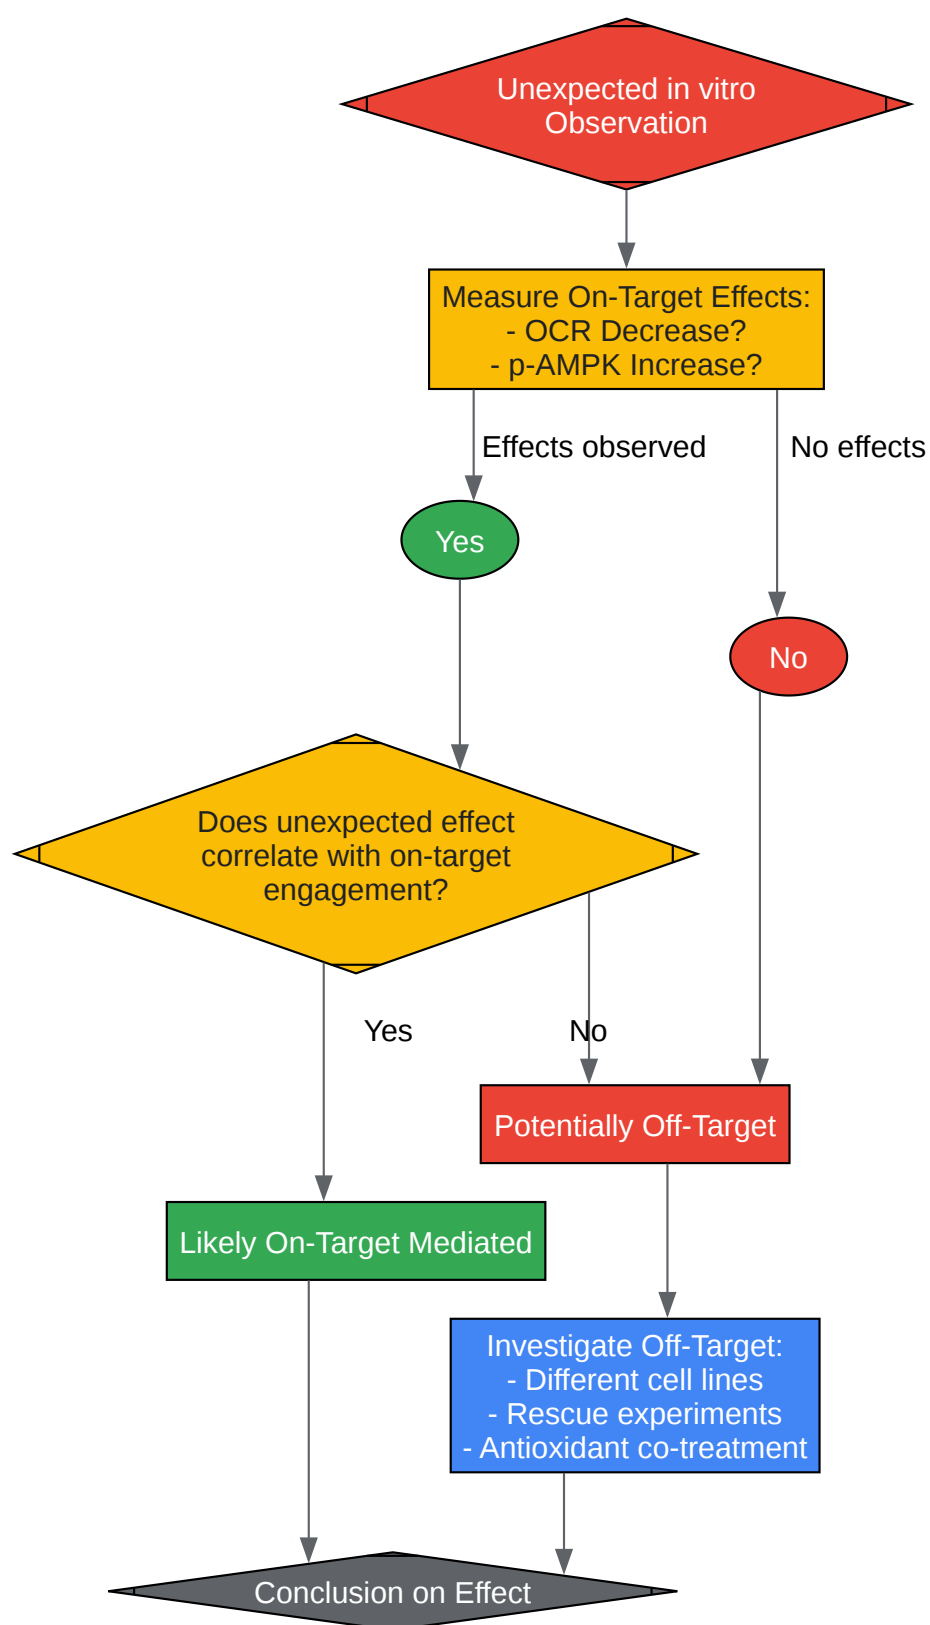 Unexpected in vitro
Observation
Measure On-Target Effects:
- OCR Decrease?
- p-AMPK Increase?
Effects observed
No effects
Yes
No
Does unexpected effect
correlate with on-target
engagement?
Yes
No
Potentially Off-Target
Likely On-Target Mediated
Investigate Off-Target:
- Different cell lines
- Rescue experiments
- Antioxidant co-treatment
Conclusion on Effect